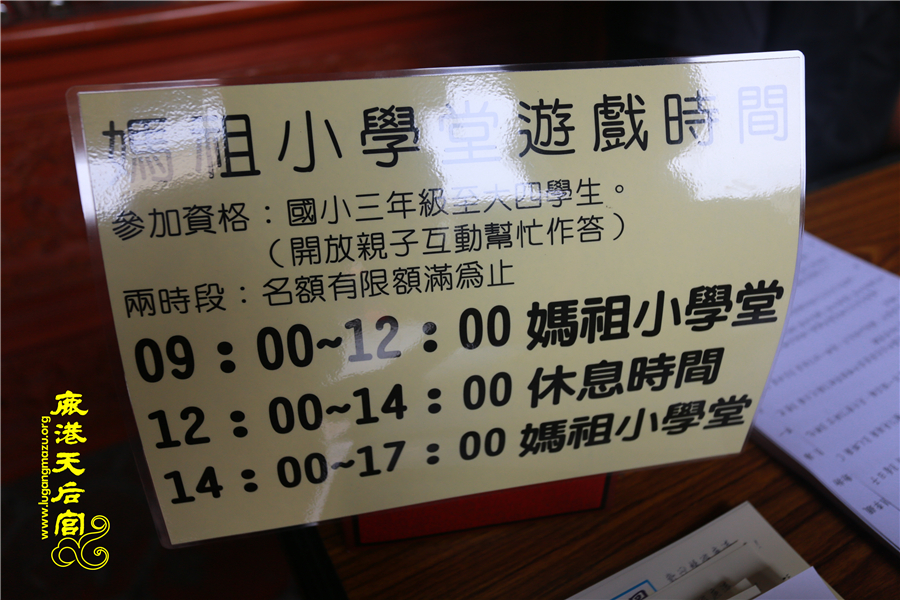 媽祖小學堂遊戲時間
參加資格：國小三年級至大四學生。
（開放親子互動幫忙作答）
兩時段：名額有限額滿為止
09：00~12：00 媽祖小學堂
12：00~14：00 休息時間
14：00~17：00 媽祖小學堂
鹿港天后宮
www.lugangmazu.org